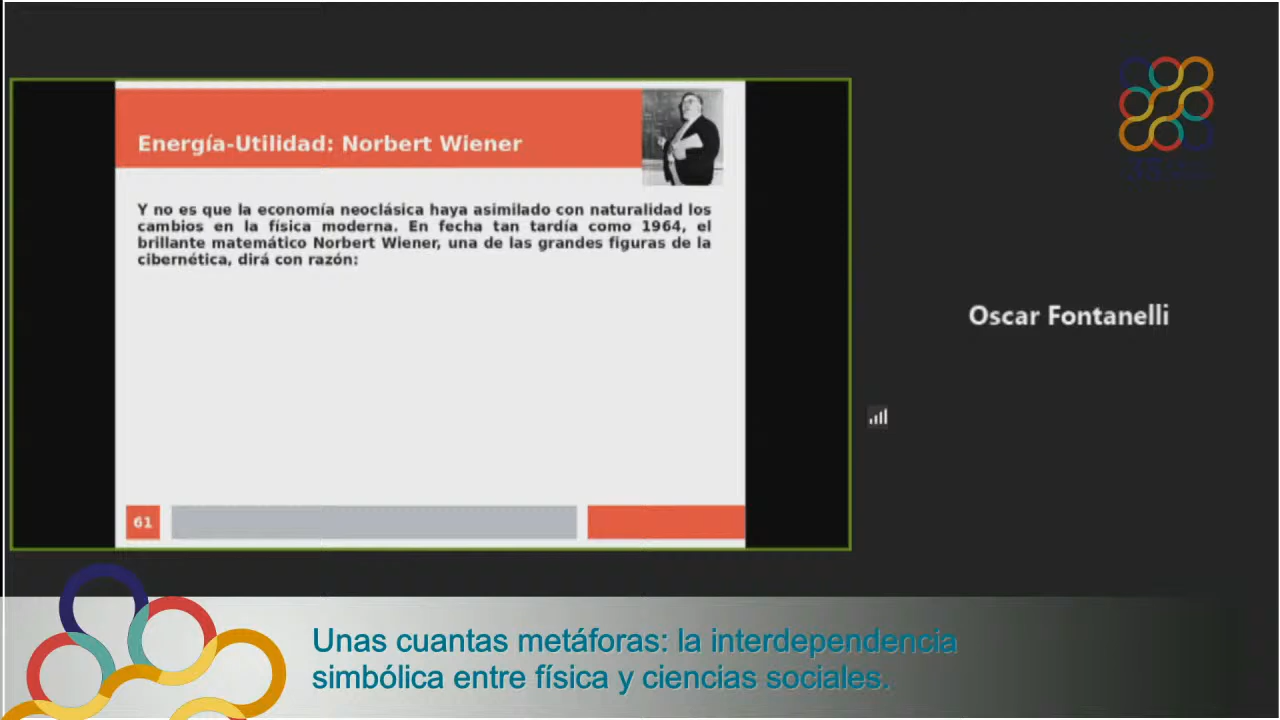 Energía-Utilidad: Norbert Wiener
Y no es que la economía neoclásica haya asimilado con naturalidad los
cambios en la física moderna. En fecha tan tardía como 1964, el
brillante matemático Norbert Wiener, una de las grandes figuras de la
cibernética, dirá con razón:
61
Oscar Fontanelli
Unas cuantas metáforas: la interdependencia
simbólica entre física y ciencias sociales.